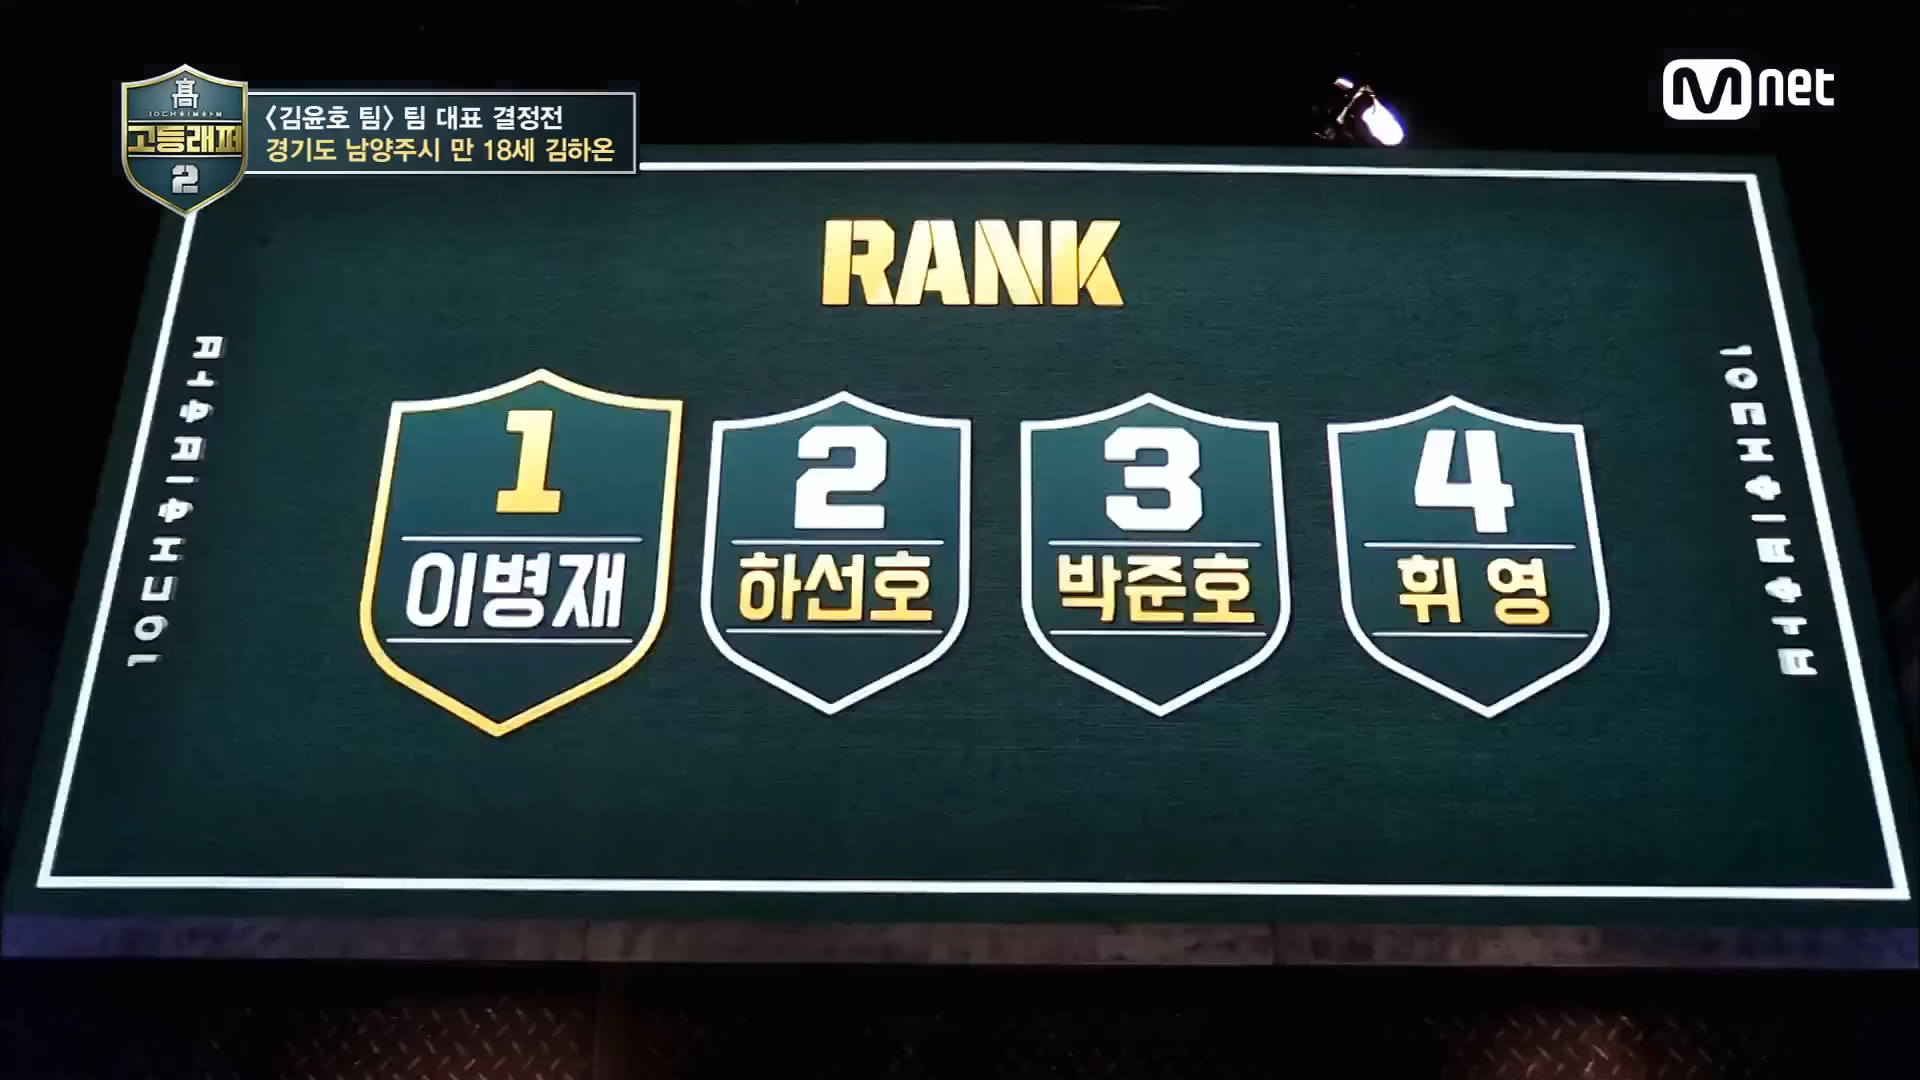 高
고등래퍼
2
〈김윤호 팀〉 팀 대표 결정전
경기도 남양주시 만 18세 김하온
Mnet
RANK
1
이병재
2
하선호
3
박준호
4
휘 영